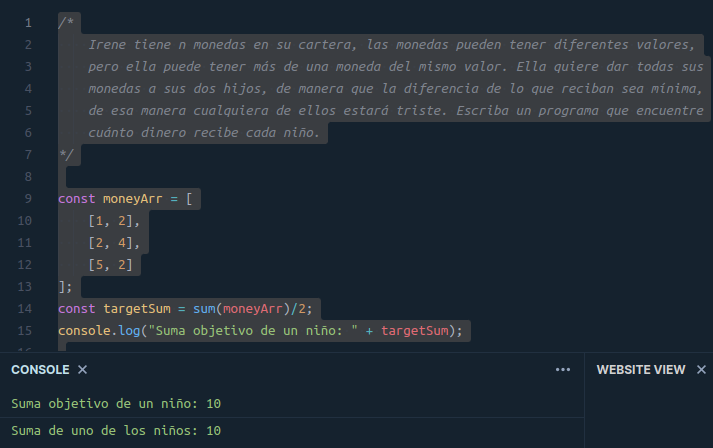 1 /*
2 Irene tiene n monedas en su cartera, las monedas pueden tener diferentes valores,
3 pero ella puede tener más de una moneda del mismo valor. Ella quiere dar todas sus
4 monedas a sus dos hijos, de manera que la diferencia de lo que reciban sea mínima,
5 de esa manera cualquiera de ellos estará triste. Escriba un programa que encuentre
6 cuánto dinero recibe cada niño.
7 */
8
9 const moneyArr = [
10 [1, 2],
11 [2, 4],
12 [5, 2]
13 ];
14 const targetSum = sum(moneyArr)/2;
15 console.log("Suma objetivo de un niño: " + targetSum);
16
CONSOLE
WEBSITE VIEW
Suma objetivo de un niño: 10
Suma de uno de los niños: 10